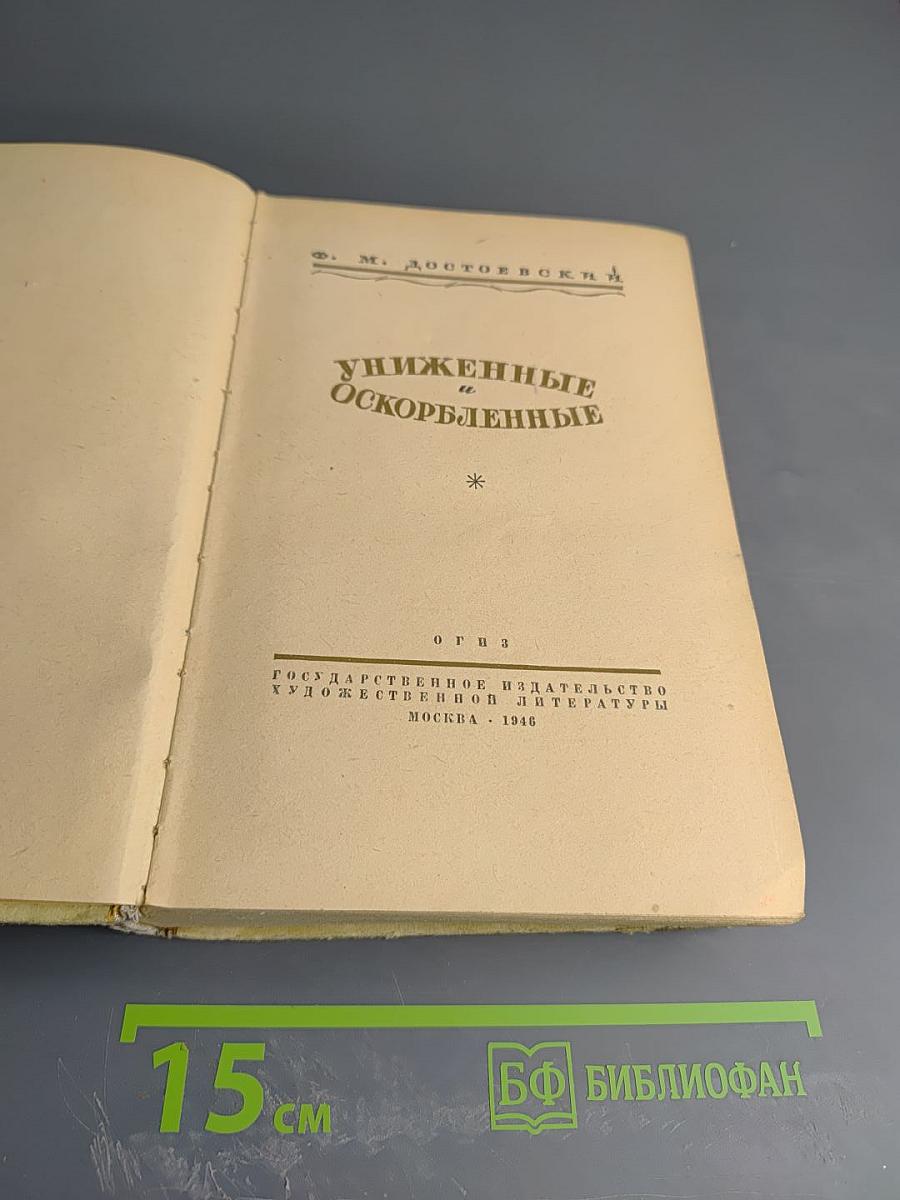 Ф. М. ДОСТОЕВСКИЙ
УНИЖЕННЫЕ
и
ОСКОРБЛЕННЫЕ
*
ОГИЗ
ГОСУДАРСТВЕННОЕ ИЗДАТЕЛЬСТВО
ХУДОЖЕСТВЕННОЙ ЛИТЕРАТУРЫ
МОСКВА · 1946
15 см
БФ БИБЛИОФАН